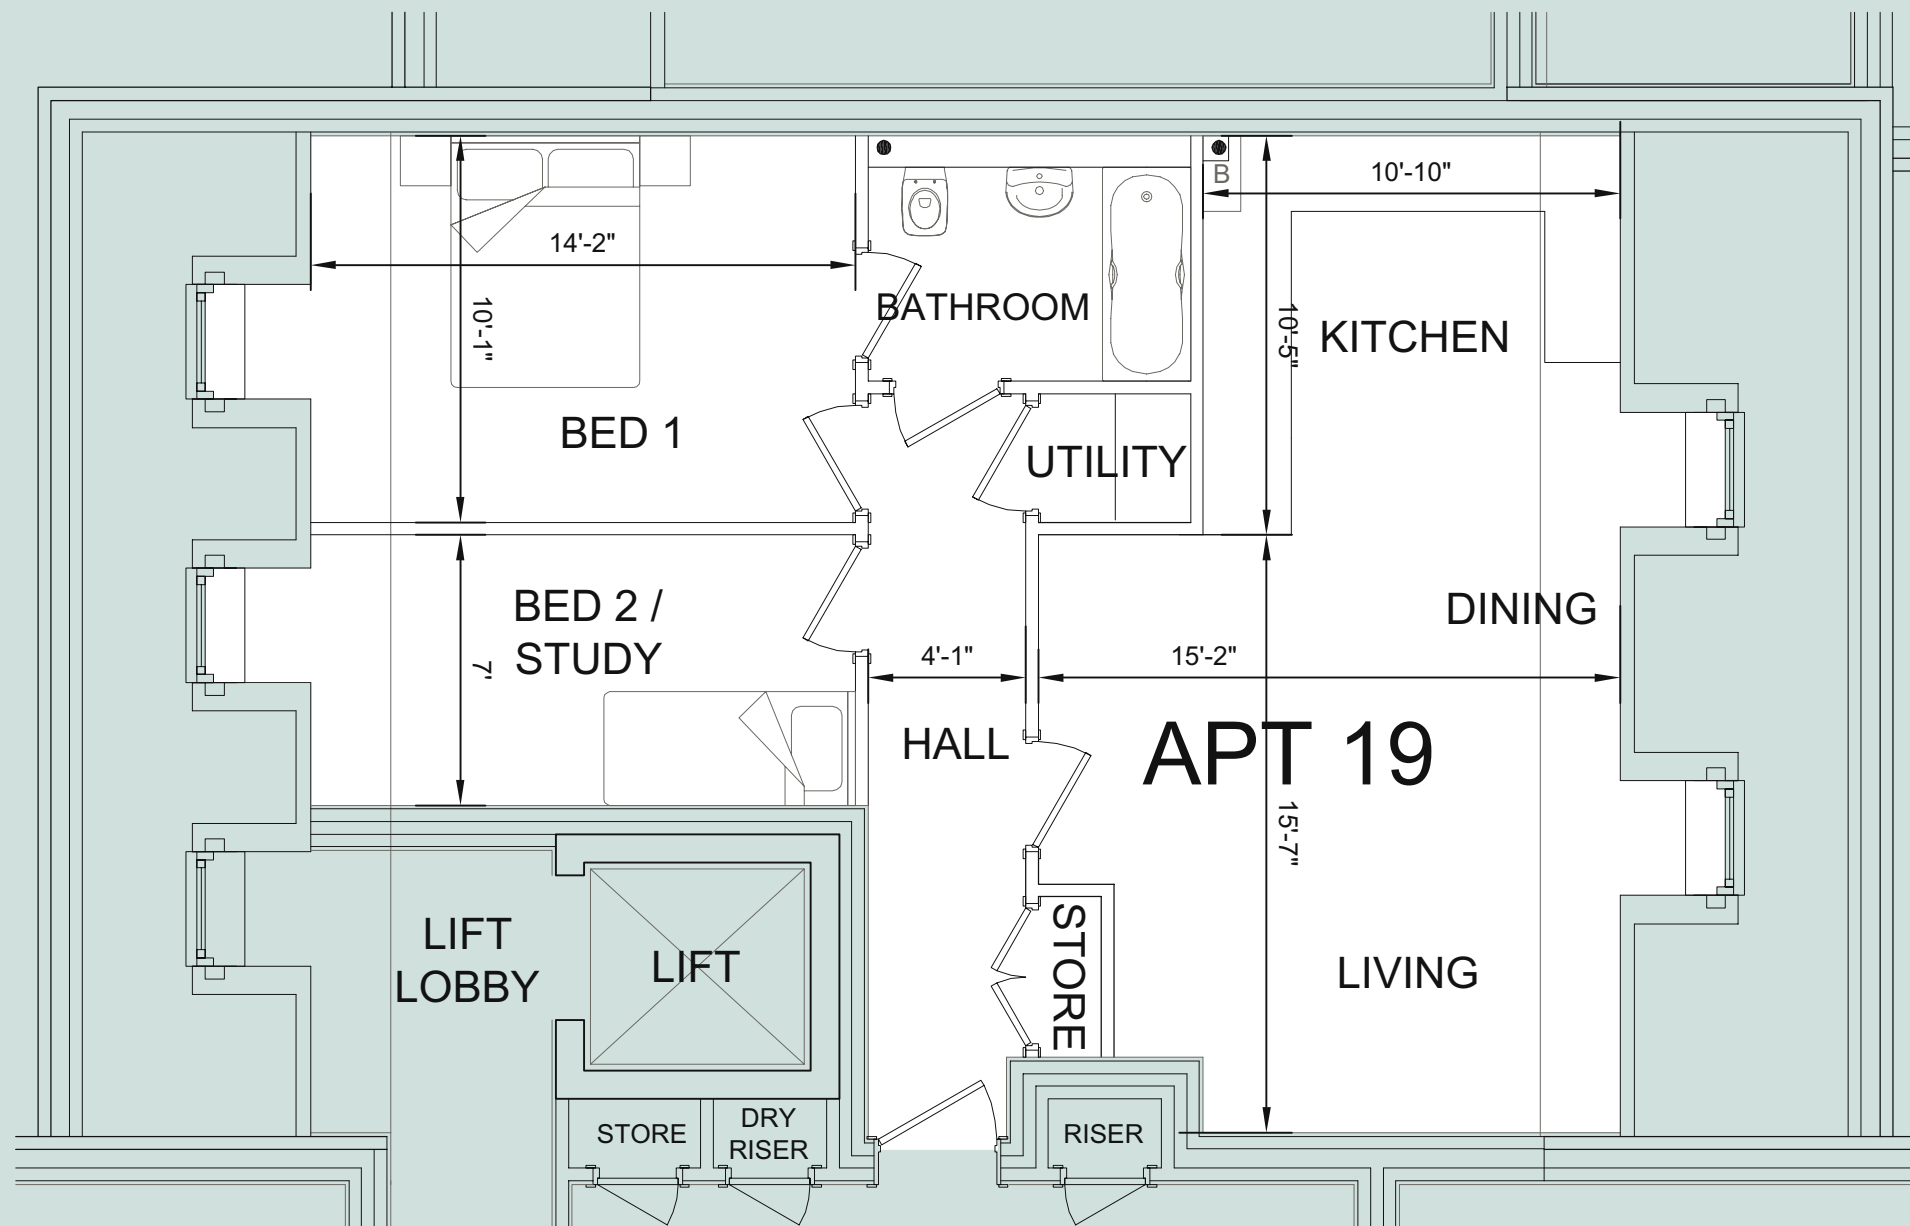 B
10'-10"
14'-2"
BATHROOM
10'-1"
10'-5"
KITCHEN
BED 1
UTILITY
BED 2 /
STUDY
DINING
7'
4'-1"
15'-2"
HALL
APT 19
15'-7"
LIFT
LOBBY
LIFT
STORE
LIVING
STORE
DRY
RISER
RISER